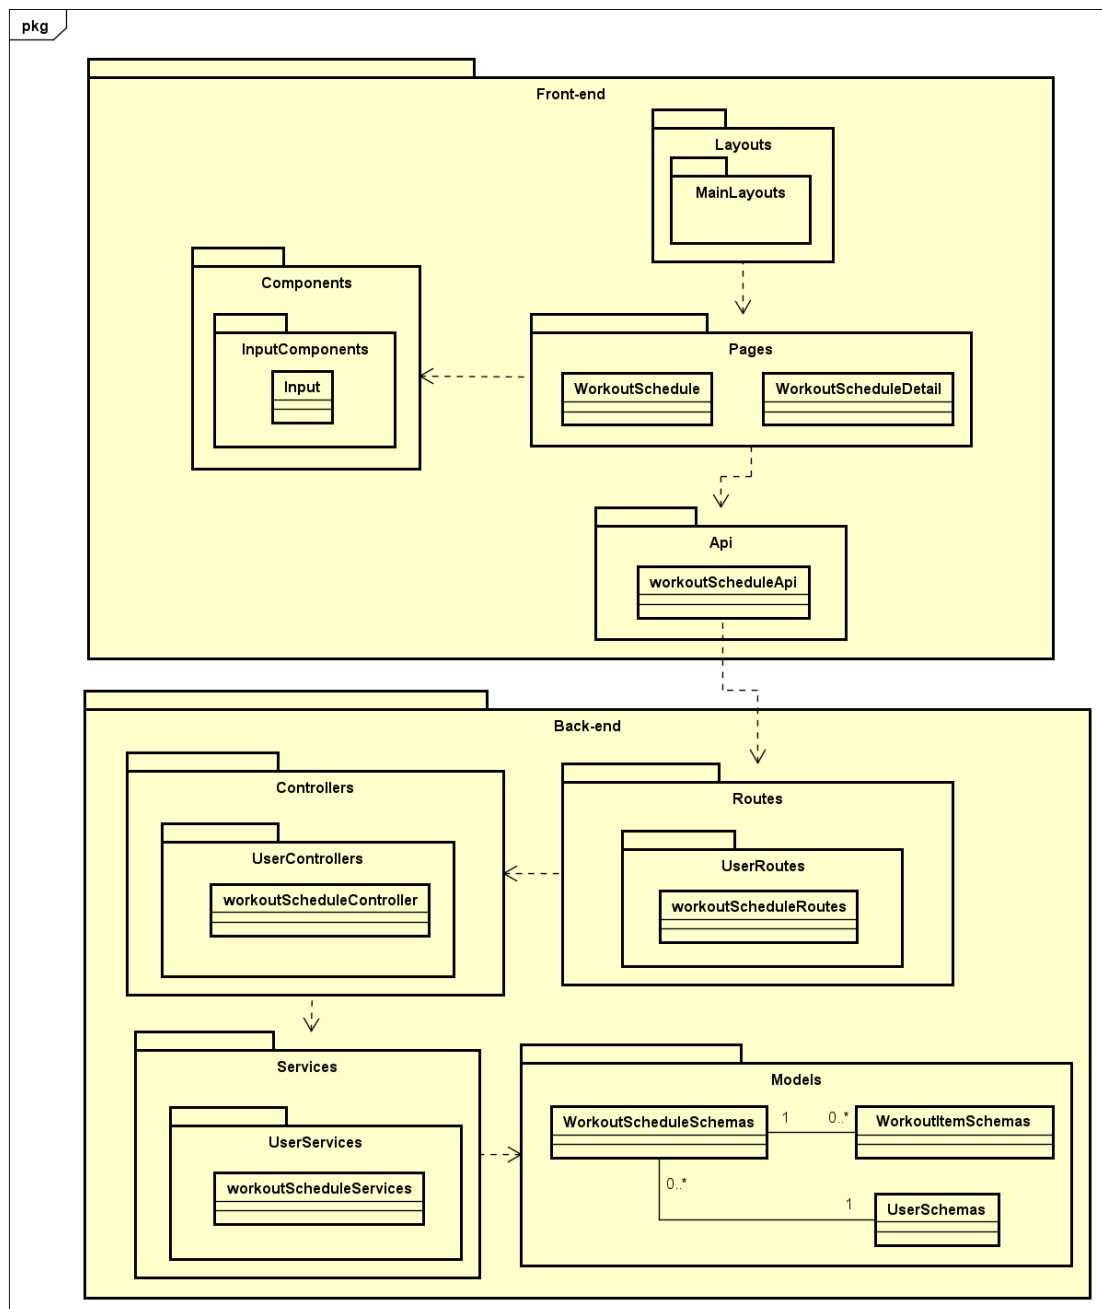 pkg
Front-end
Layouts
MainLayouts
Components
InputComponents
Input
Pages
WorkoutSchedule
WorkoutScheduleDetail
Api
workoutScheduleApi
Back-end
Controllers
UserControllers
workoutScheduleController
Routes
UserRoutes
workoutScheduleRoutes
Services
UserServices
workoutScheduleServices
Models
WorkoutScheduleSchemas
1
0..*
WorkoutItemSchemas
0..*
1
UserSchemas